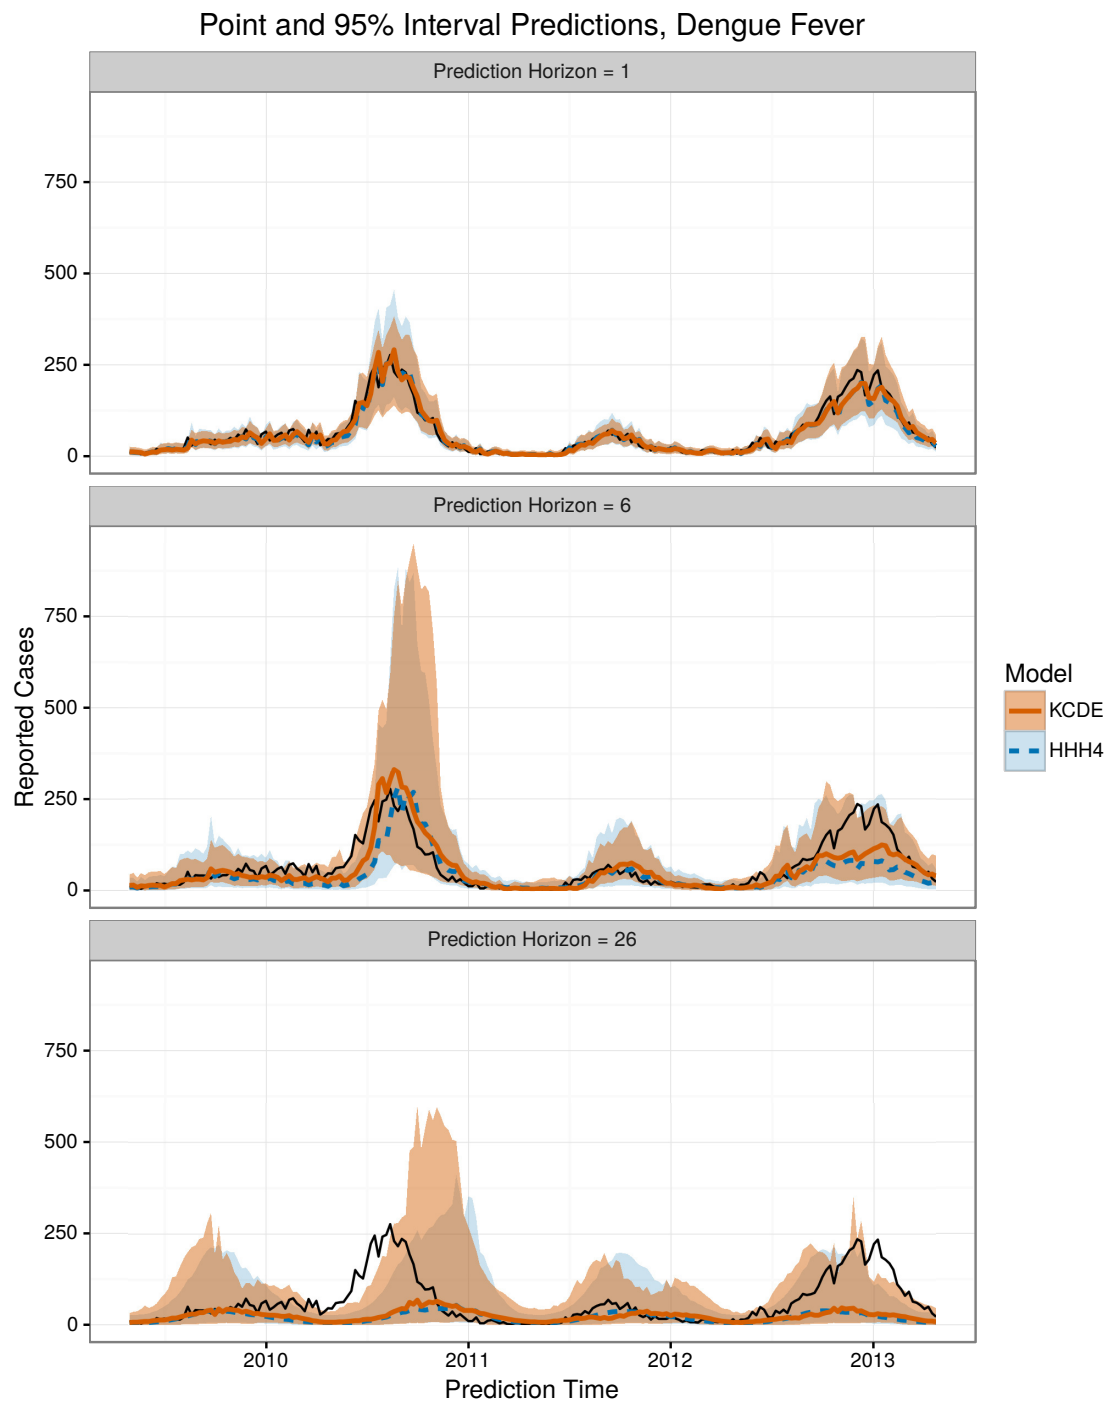 Point and 95% Interval Predictions, Dengue Fever
Prediction Horizon = 1
750
500
250
0
Prediction Horizon = 6
750
500
250
0
Reported Cases
Prediction Horizon = 26
750
500
250
0
2010 2011 2012 2013
Prediction Time
Model
KCDE
HHH4